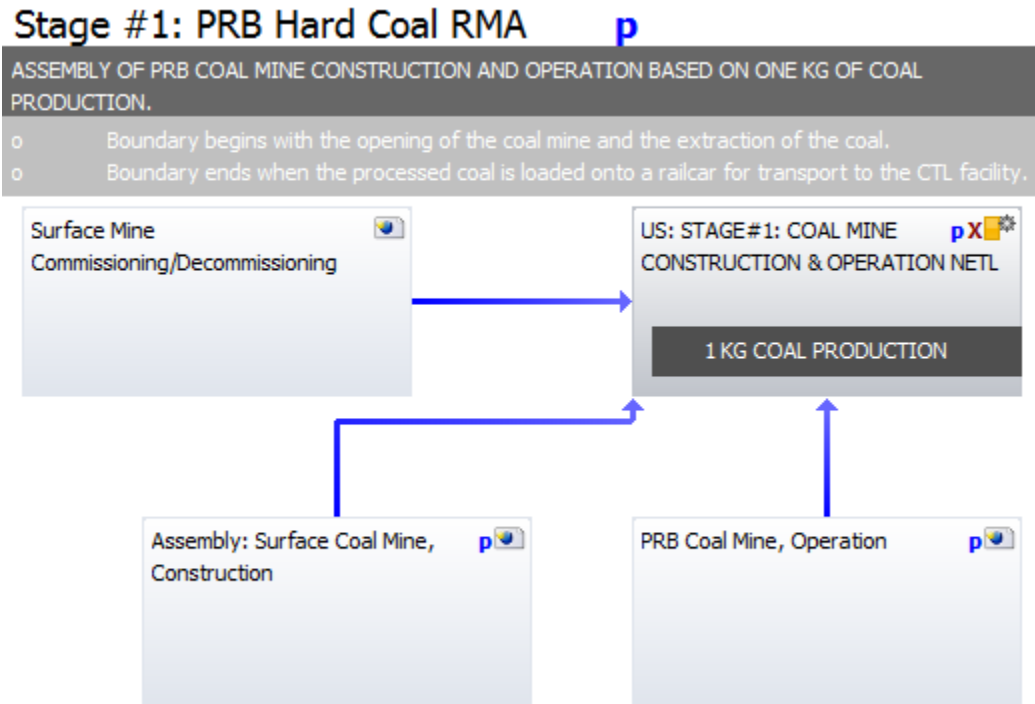 Stage #1: PRB Hard Coal RMA p
ASSEMBLY OF PRB COAL MINE CONSTRUCTION AND OPERATION BASED ON ONE KG OF COAL
PRODUCTION.
o Boundary begins with the opening of the coal mine and the extraction of the coal.
o Boundary ends when the processed coal is loaded onto a railcar for transport to the CTL facility.
Surface Mine
Commissioning/Decommissioning
US: STAGE#1: COAL MINE p X
CONSTRUCTION & OPERATION NETL
1 KG COAL PRODUCTION
Assembly: Surface Coal Mine, p
Construction
PRB Coal Mine, Operation p